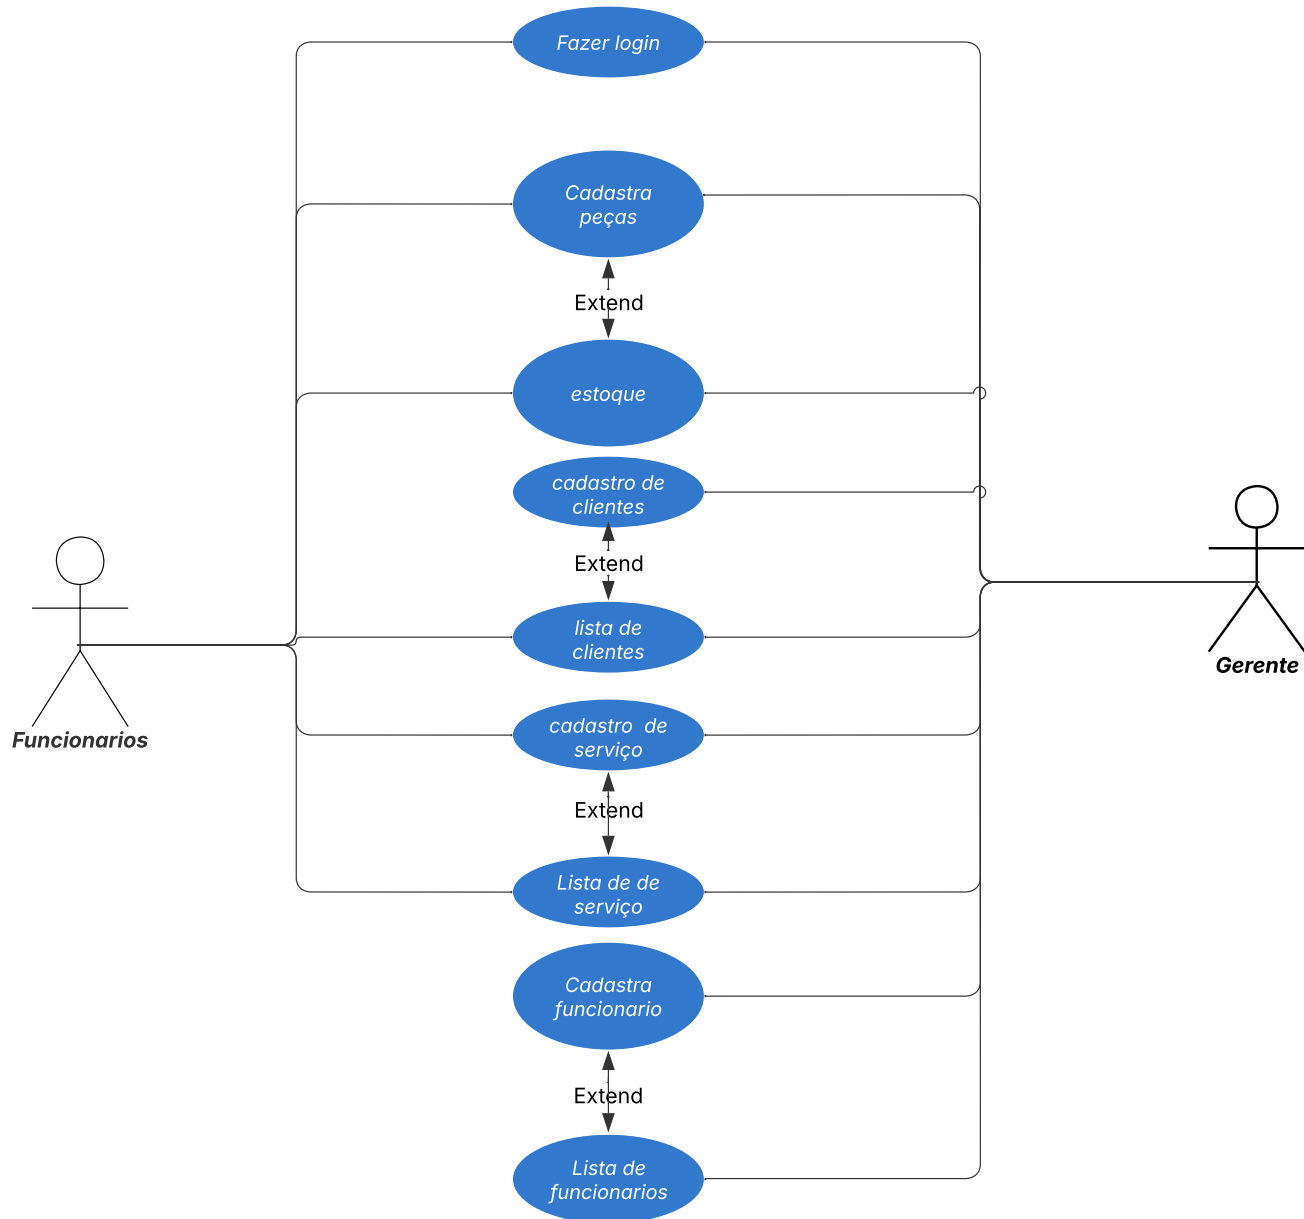 Fazer login
Cadastra
peças
Extend
estoque
cadastro de
clientes
Extend
lista de
clientes
Gerente
cadastro  de
serviço
Funcionarios
Extend
Lista de de
serviço
Cadastra
funcionario
Extend
Lista de
funcionarios